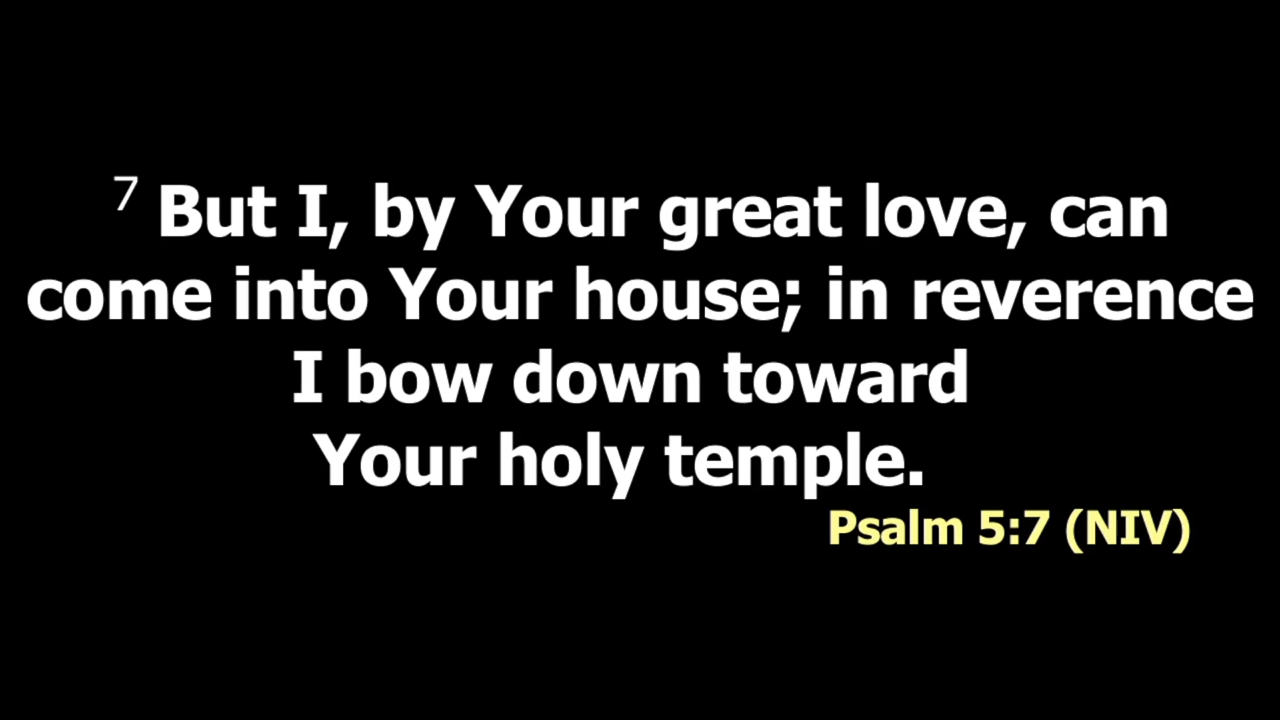 7 But I, by Your great love, can
come into Your house; in reverence
I bow down toward
Your holy temple.
Psalm 5:7 (NIV)